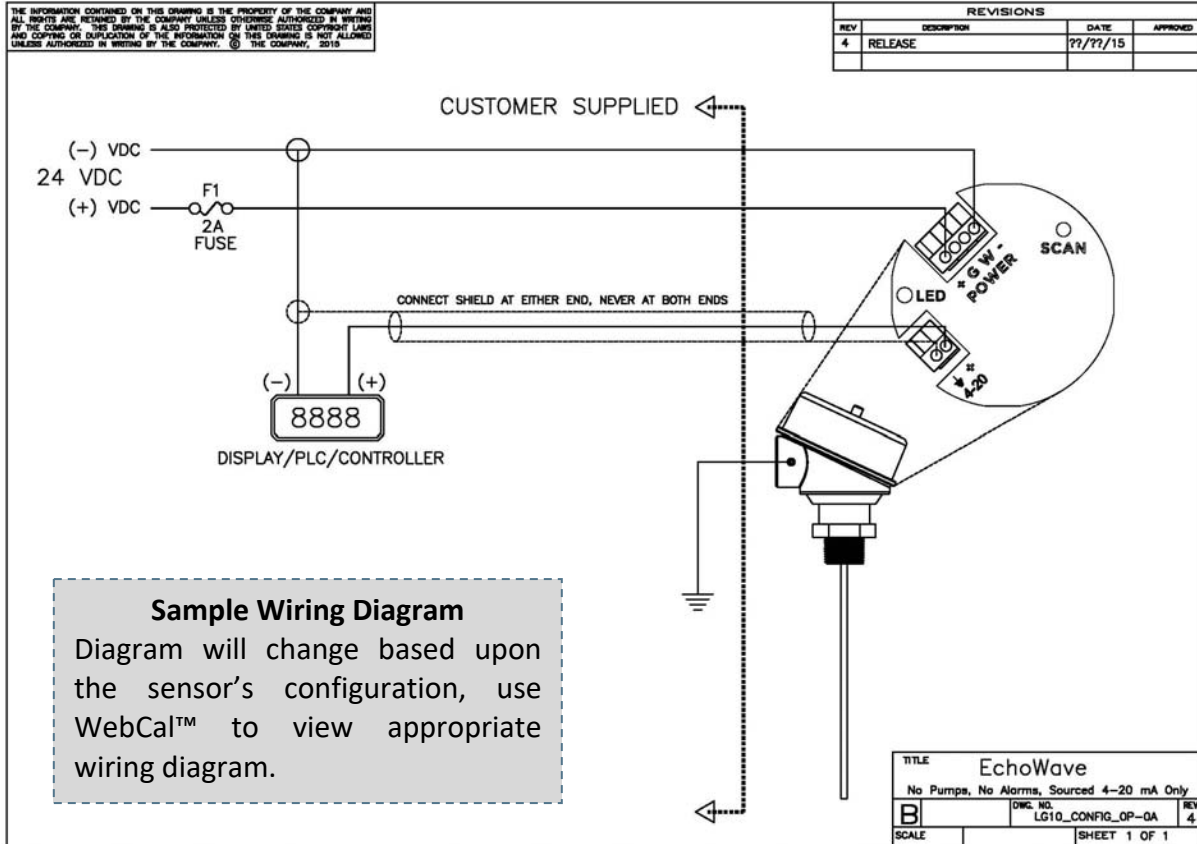 THE INFORMATION CONTAINED ON THIS DRAWING IS THE PROPERTY OF THE COMPANY AND
ALL RIGHTS ARE RETAINED BY THE COMPANY UNLESS OTHERWISE AUTHORIZED IN WRITING
BY THE COMPANY. THIS DRAWING IS ALSO PROTECTED BY UNITED STATES COPYRIGHT LAWS
AND COPYING OR DUPLICATION OF THE INFORMATION ON THIS DRAWING IS NOT ALLOWED
UNLESS AUTHORIZED IN WRITING BY THE COMPANY. © THE COMPANY, 2015
REVISIONS
REV DESCRIPTION DATE APPROVED
4 RELEASE ??/??/15
CUSTOMER SUPPLIED
(-) VDC
24 VDC
(+) VDC
F1
2A
FUSE
SCAN
+ G W -
POWER
LED
CONNECT SHIELD AT EITHER END, NEVER AT BOTH ENDS
+
4-20
(-) (+)
8888
DISPLAY/PLC/CONTROLLER
Sample Wiring Diagram
Diagram will change based upon
the sensor's configuration, use
WebCal™ to view appropriate
wiring diagram.
TITLE
EchoWave
No Pumps, No Alarms, Sourced 4-20 mA Only
B
DWG. NO.
LG10_CONFIG_0P-0A
REV
4
SCALE
SHEET 1 OF 1